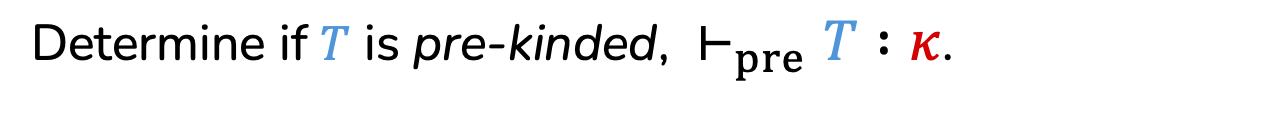 Determine if T is pre-kinded, ⊢pre T : κ.